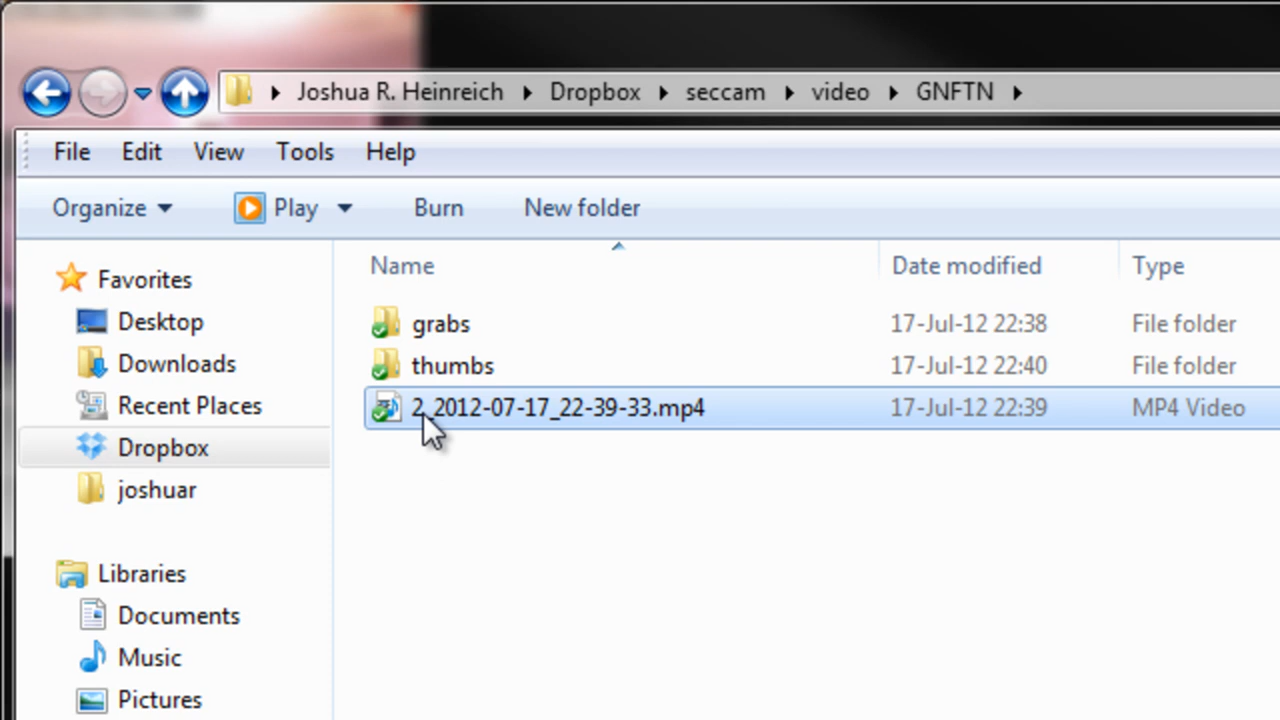 Joshua R. Heinreich Dropbox seccam video GNFTN
File Edit View Tools Help
Organize Play Burn New folder
Name Date modified Type
Favorites
Desktop
Downloads
Recent Places
Dropbox
joshuar
Libraries
Documents
Music
Pictures
grabs 17-Jul-12 22:38 File folder
thumbs 17-Jul-12 22:40 File folder
2_2012-07-17_22-39-33.mp4 17-Jul-12 22:39 MP4 Video